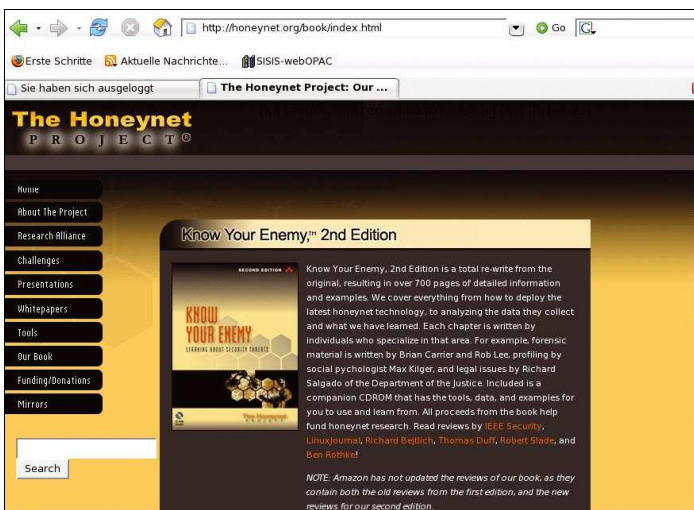 http://honeynet.org/book/index.html
Go
G
Erste Schritte Aktuelle Nachrichte... SISIS-webOPAC
Sie haben sich ausgeloggt
The Honeynet Project: Our ...
The Honeynet
PROJECT®
Home
About The Project
Research Alliance
Challenges
Presentations
Whitepapers
Tools
Our Book
Funding/Donations
Mirrors
Search
Know Your Enemy,™ 2nd Edition
SECOND EDITION
KNOW
YOUR ENEMY
LEARNING ABOUT SECURITY THREATS
The Honeynet
PROJECT
Know Your Enemy, 2nd Edition is a total re-write from the
original, resulting in over 700 pages of detailed information
and examples. We cover everything from how to deploy the
latest honeynet technology, to analyzing the data they collect
and what we have learned. Each chapter is written by
individuals who specialize in that area. For example, forensic
material is written by Brian Carrier and Rob Lee, profiling by
social pychologist Max Kilger, and legal issues by Richard
Salgado of the Department of the Justice. Included is a
companion CDROM that has the tools, data, and examples for
you to use and learn from. All proceeds from the book help
fund honeynet research. Read reviews by IEEE Security,
LinuxJournal, Richard Bejtlich, Thomas Duff, Robert Slade, and
Ben Rothke!
NOTE: Amazon has not updated the reviews of our book, as they
contain both the old reviews from the first edition, and the new
reviews for our second edition.